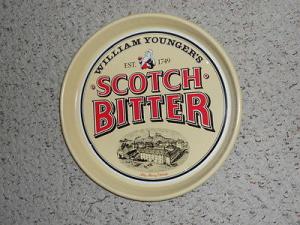 WILLIAM YOUNGER'S
EST. 1749
SCOTCH
BITTER